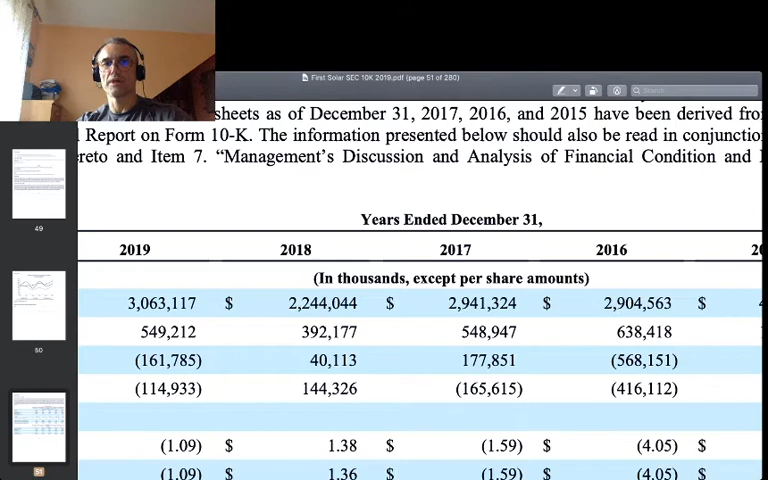 First Solar SEC 10K 2019.pdf (page 51 of 280)
Search
sheets as of December 31, 2017, 2016, and 2015 have been derived fro
Report on Form 10-K. The information presented below should also be read in conjunctio
ereto and Item 7. “Management’s Discussion and Analysis of Financial Condition and
Years Ended December 31,
2019 2018 2017 2016 20
(In thousands, except per share amounts)
3,063,117 $ 2,244,044 $ 2,941,324 $ 2,904,563 $
549,212 392,177 548,947 638,418
(161,785) 40,113 177,851 (568,151)
(114,933) 144,326 (165,615) (416,112)
(1.09) $ 1.38 $ (1.59) $ (4.05) $
(1.09) $ 1.36 $ (1.59) $ (4.05) $
49
50
51